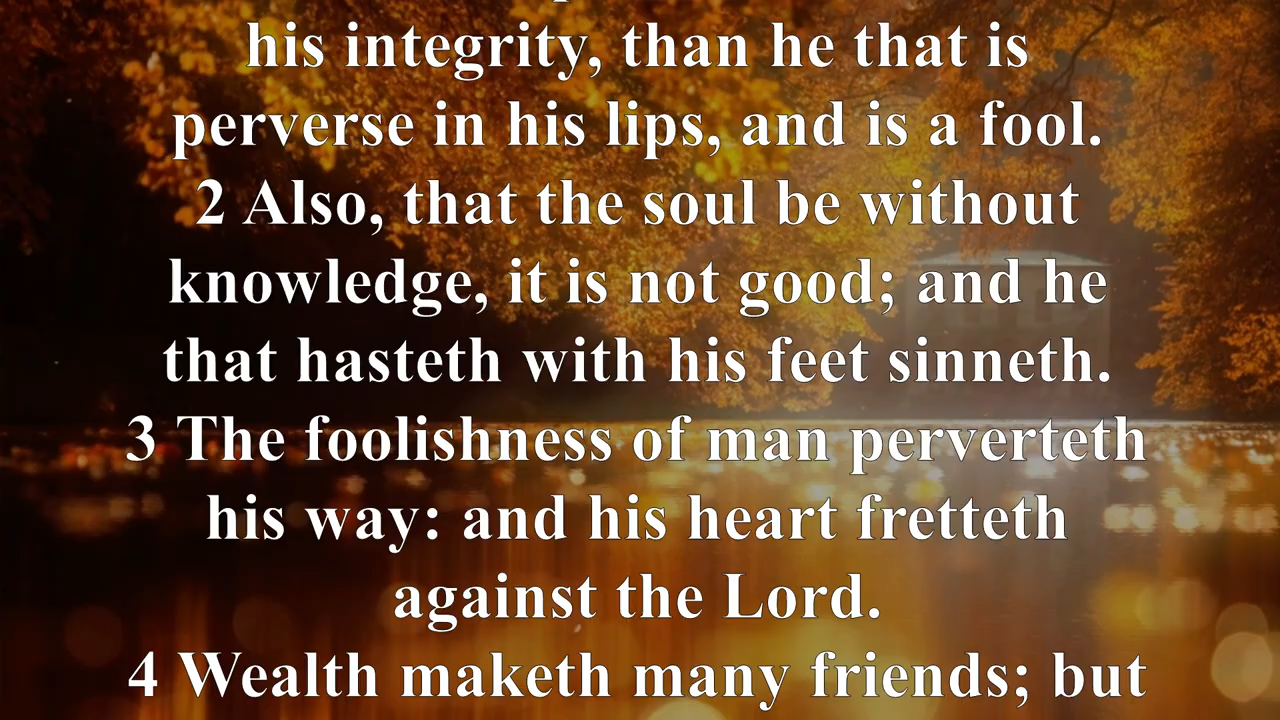 his integrity, than he that is
perverse in his lips, and is a fool.
2 Also, that the soul be without
knowledge, it is not good; and he
that hasteth with his feet sinneth.
3 The foolishness of man perverteth
his way: and his heart fretteth
against the Lord.
4 Wealth maketh many friends; but